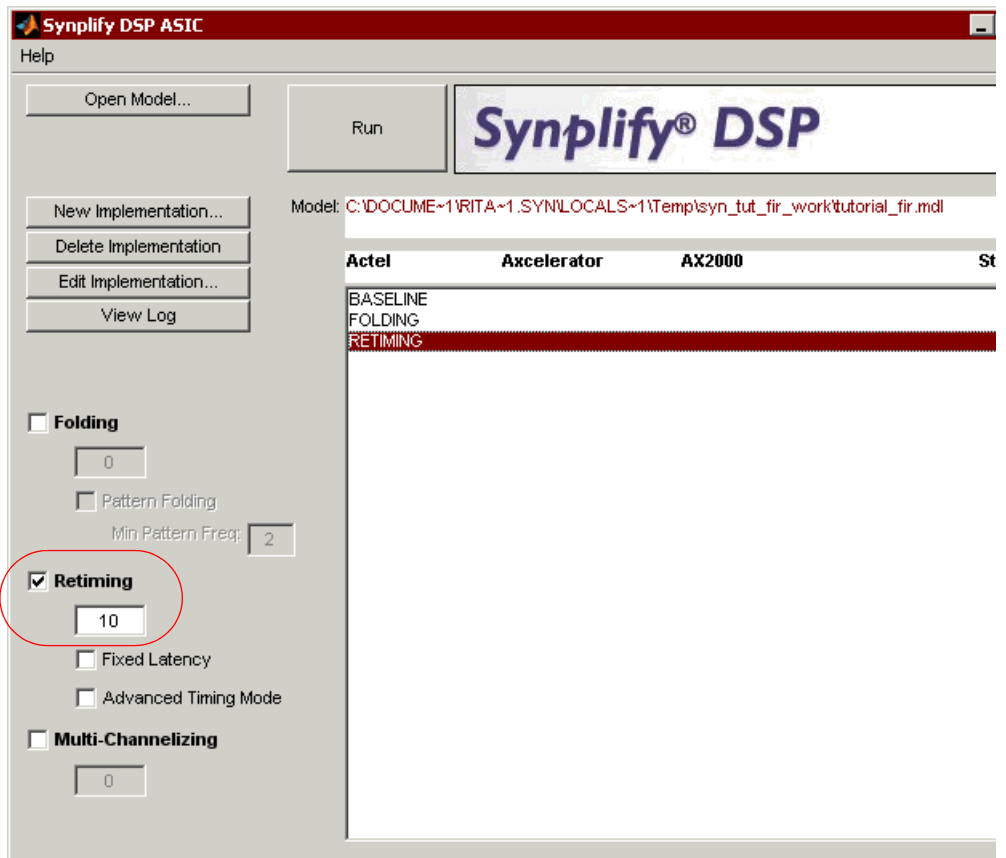 Synplify DSP ASIC
Help
Open Model...
Run
Synplify® DSP
New Implementation...
Delete Implementation
Edit Implementation...
View Log
Model: C:\DOCUME~1\RITA~1.SYN\LOCALS~1\Temp\syn_tut_fir_work\tutorial_fir.mdl
Actel Axcelerator AX2000 St
BASELINE
FOLDING
RETIMING
Folding
0
Pattern Folding
Min Pattern Freq: 2
Retiming
10
Fixed Latency
Advanced Timing Mode
Multi-Channelizing
0